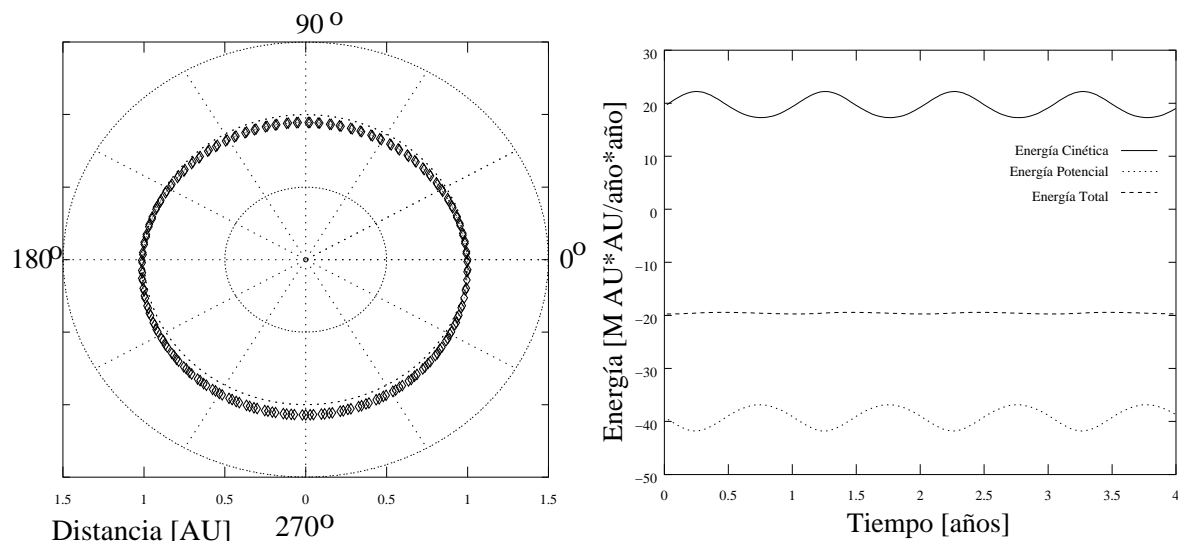 90 o
180o
0o
1.5 1 0.5 0 0.5 1 1.5
Distancia [AU] 270o
30
20
10
0
−10
−20
−30
−40
−50
Energía [M AU*AU/año*año]
Energía Cinética
Energía Potencial
Energía Total
0 0.5 1 1.5 2 2.5 3 3.5 4
Tiempo [años]